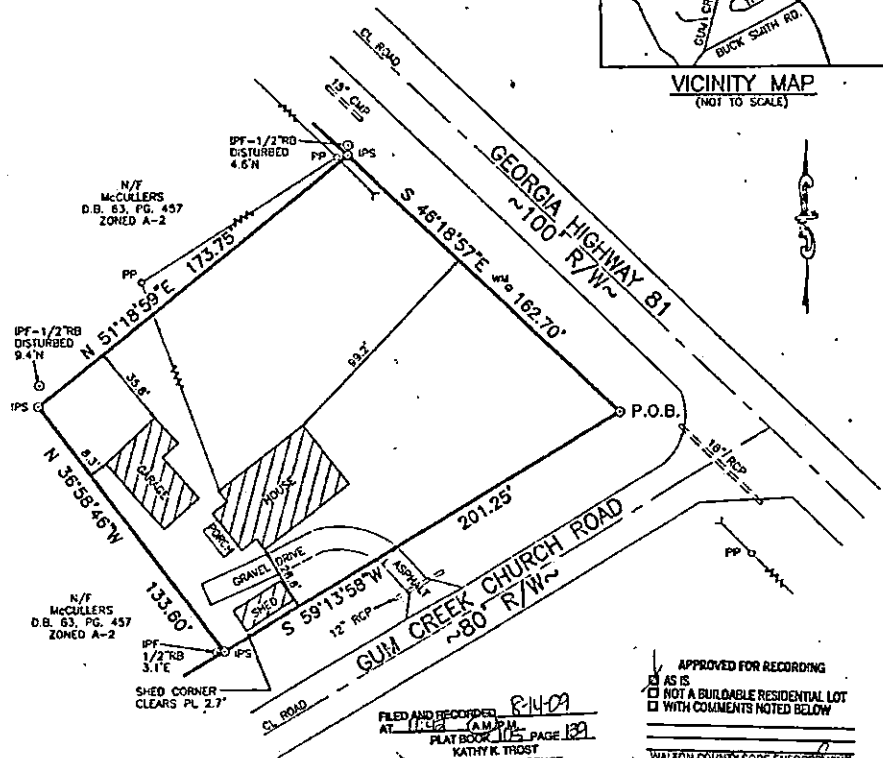 GUM CR
BUCK SMITH RD.
VICINITY MAP
(NOT TO SCALE)
CL ROAD
GEORGIA HIGHWAY 81
~100' R/W~
IPF-1/2"RB
DISTURBED
4.6'N
PP
IPS
N/F
McCULLERS
D.B. 63, PG. 457
ZONED A-2
PP
N 51°18'59"E 173.75'
S 46°18'57"E
WM
162.70'
IPF-1/2"RB
DISTURBED
9.4'N
IPS
35.8'
99.2'
8.3'
GARAGE
HOUSE
PORCH
P.O.B.
18" RCP
PP
N 36°58'46"W
133.60'
GRAVEL DRIVE
SHED
ASPHALT
201.25'
S 59°13'58"W
12" RCP
GUM CREEK CHURCH ROAD
~80' R/W~
N/F
McCULLERS
D.B. 63, PG. 457
ZONED A-2
IPF
1/2"RB
3.1'E
IPS
SHED CORNER
CLEARS PL 2.7'
CL ROAD
FILED AND RECORDED 8-14-09
AT A.M./P.M.
PLAT BOOK 105 PAGE 139
KATHY K. TROST
APPROVED FOR RECORDING
AS IS
NOT A BUILDABLE RESIDENTIAL LOT
WITH COMMENTS NOTED BELOW
WALTON COUNTY CODE ENFORCEMENT